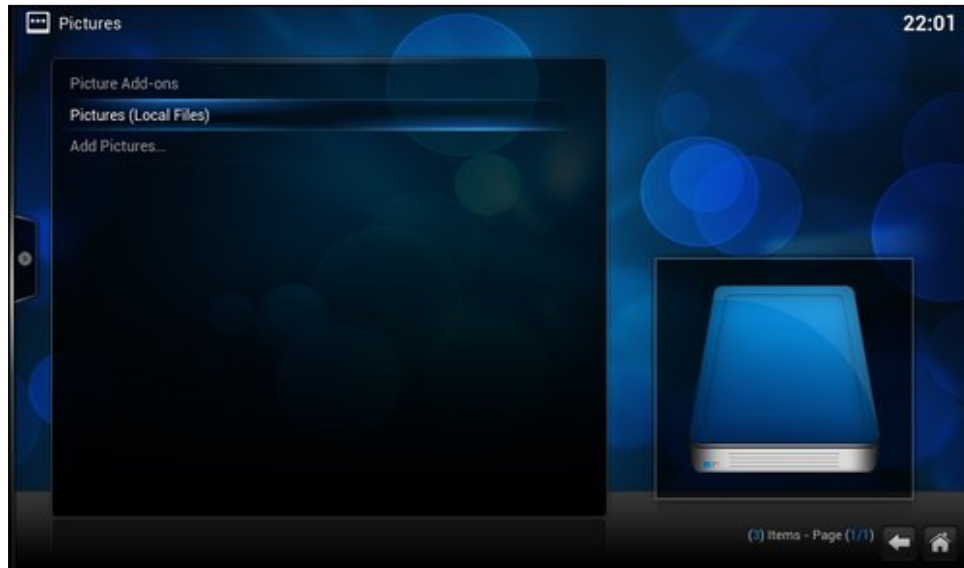 Pictures
22:01
Picture Add-ons
Pictures (Local Files)
Add Pictures...
(3) Items - Page (1/1)